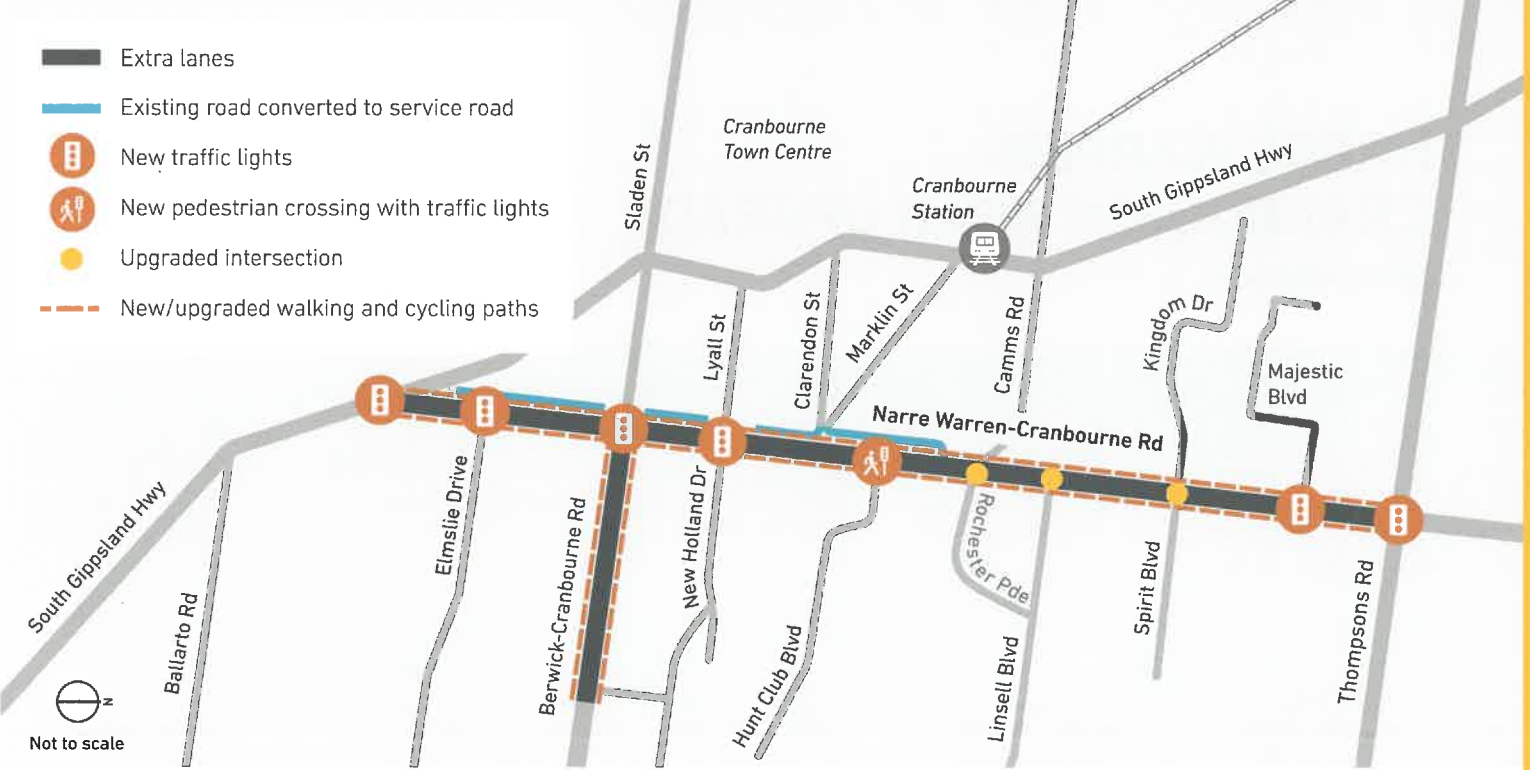 Extra lanes
Existing road converted to service road
New traffic lights
New pedestrian crossing with traffic lights
Upgraded intersection
New/upgraded walking and cycling paths
Cranbourne
Town Centre
Sladen St
Cranbourne
Station
South Gippsland Hwy
Lyall St
Clarendon St
Marklin St
Camms Rd
Kingdom Dr
Majestic
Blvd
Narre Warren-Cranbourne Rd
South Gippsland Hwy
Ballarto Rd
Elmslie Drive
Berwick-Cranbourne Rd
New Holland Dr
Hunt Club Blvd
Rochester Pde
Linsell Blvd
Spirit Blvd
Thompsons Rd
N
Not to scale